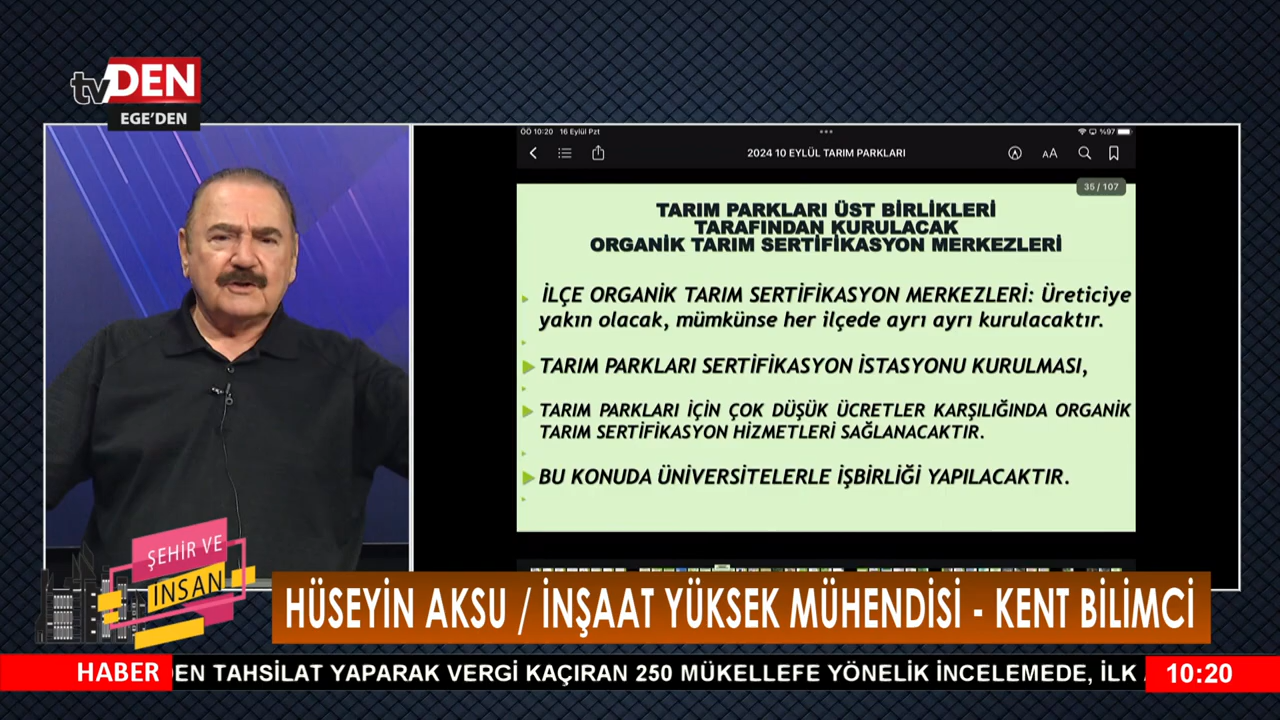 tvDEN
EGE'DEN
ÖÖ 10:20 16 Eylül Pzt
%97
2024 10 EYLÜL TARIM PARKLARI
AA
35 / 107
TARIM PARKLARI ÜST BİRLİKLERİ
TARAFINDAN KURULACAK
ORGANİK TARIM SERTİFİKASYON MERKEZLERİ
İLÇE ORGANİK TARIM SERTİFİKASYON MERKEZLERİ: Üreticiye
yakın olacak, mümkünse her ilçede ayrı ayrı kurulacaktır.
TARIM PARKLARI SERTİFİKASYON İSTASYONU KURULMASI,
TARIM PARKLARI İÇİN ÇOK DÜŞÜK ÜCRETLER KARŞILIĞINDA ORGANİK
TARIM SERTİFİKASYON HİZMETLERİ SAĞLANACAKTIR.
BU KONUDA ÜNİVERSİTELERLE İŞBİRLİĞİ YAPILACAKTIR.
ŞEHİR VE
İNSAN
HÜSEYİN AKSU / İNŞAAT YÜKSEK MÜHENDİSİ - KENT BİLİMCİ
HABER DEN TAHSİLAT YAPARAK VERGİ KAÇIRAN 250 MÜKELLEFE YÖNELİK İNCELEMEDE, İLK 10:20